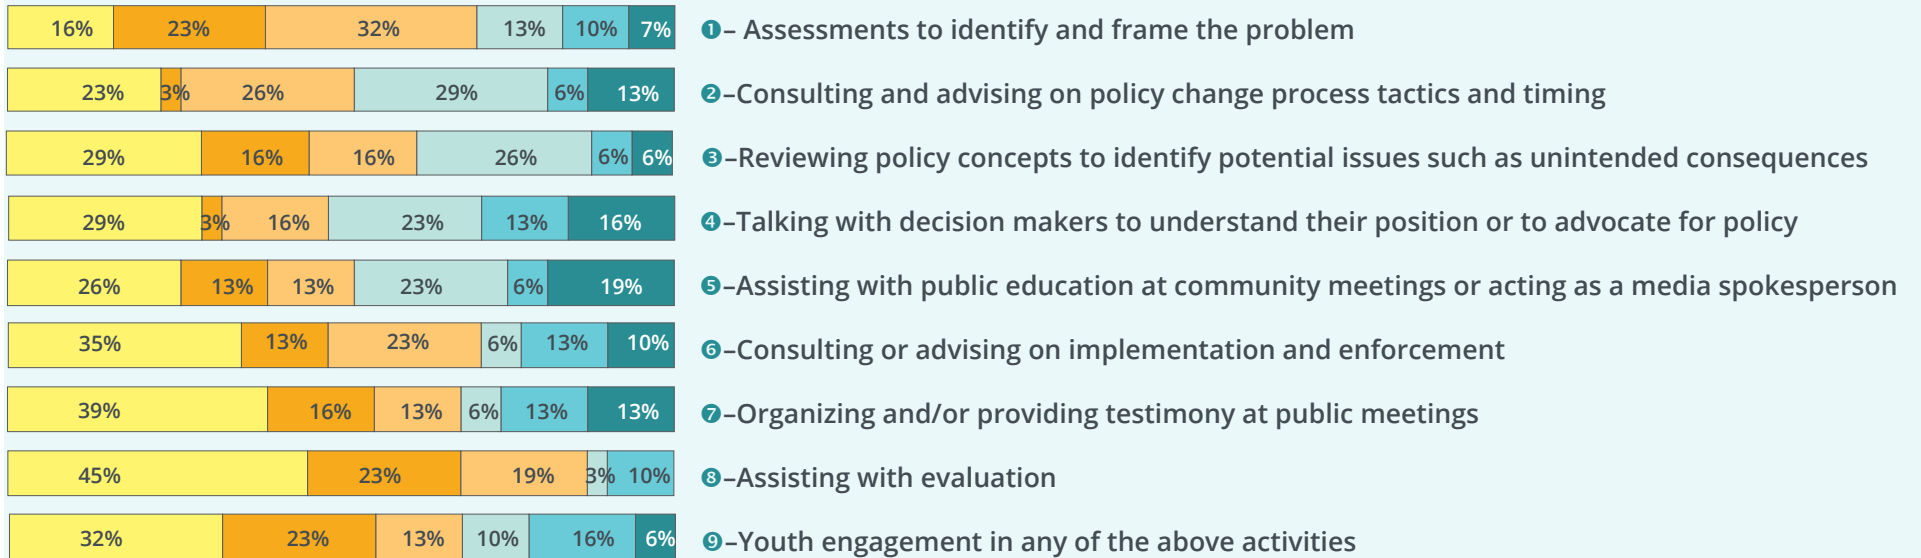 16% 23% 32% 13% 10% 7% ❶– Assessments to identify and frame the problem
23% 3% 26% 29% 6% 13% ❷–Consulting and advising on policy change process tactics and timing
29% 16% 16% 26% 6% 6% ❸–Reviewing policy concepts to identify potential issues such as unintended consequences
29% 3% 16% 23% 13% 16% ❹–Talking with decision makers to understand their position or to advocate for policy
26% 13% 13% 23% 6% 19% ❺–Assisting with public education at community meetings or acting as a media spokesperson
35% 13% 23% 6% 13% 10% ❻–Consulting or advising on implementation and enforcement
39% 16% 13% 6% 13% 13% ❼–Organizing and/or providing testimony at public meetings
45% 23% 19% 3% 10% ❽–Assisting with evaluation
32% 23% 13% 10% 16% 6% ❾–Youth engagement in any of the above activities